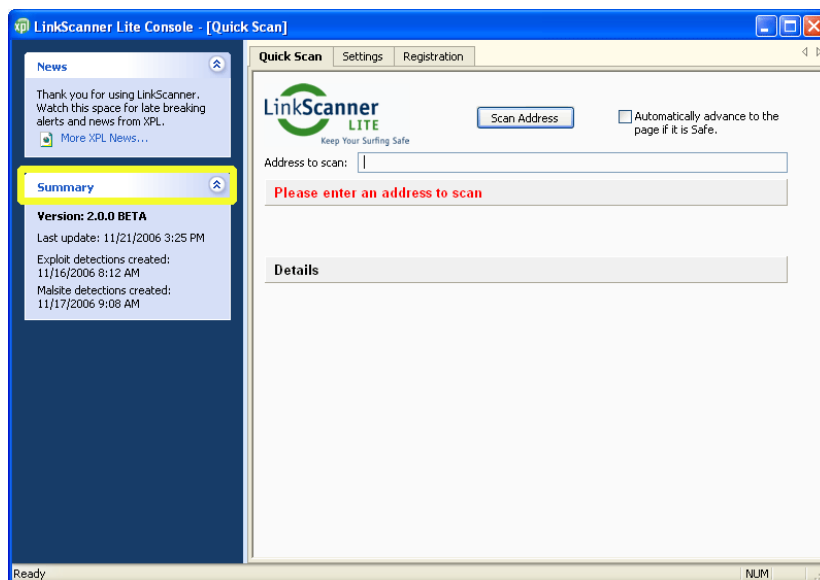 xpl LinkScanner Lite Console - [Quick Scan]
News
Thank you for using LinkScanner.
Watch this space for late breaking
alerts and news from XPL.
More XPL News...
Summary
Version: 2.0.0 BETA
Last update: 11/21/2006 3:25 PM
Exploit detections created:
11/16/2006 8:12 AM
Malsite detections created:
11/17/2006 9:08 AM
Quick Scan Settings Registration
LinkScanner
LITE
Keep Your Surfing Safe
Scan Address
Automatically advance to the
page if it is Safe.
Address to scan:
Please enter an address to scan
Details
Ready NUM